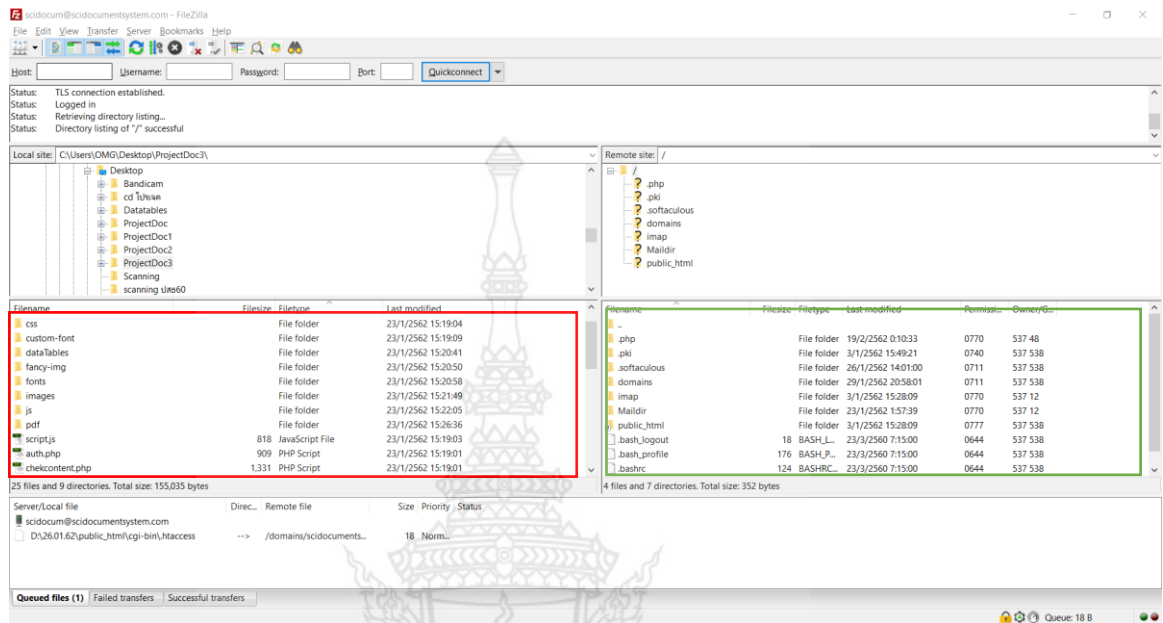 scidocum@scidocumentsystem.com - FileZilla
File Edit View Transfer Server Bookmarks Help
Host: Username: Password: Port: Quickconnect
Status: TLS connection established.
Status: Logged in
Status: Retrieving directory listing...
Status: Directory listing of "/" successful
Local site: C:\Users\OMG\Desktop\ProjectDoc3\
Desktop
Bandicam
cd โปรเจค
Datatables
ProjectDoc
ProjectDoc1
ProjectDoc2
ProjectDoc3
Scanning
scanning ปสธ60
Remote site: /
/
.php
.pki
.softaculous
domains
imap
Maildir
public_html
Filename Filesize Filetype Last modified
css File folder 23/1/2562 15:19:04
custom-font File folder 23/1/2562 15:19:09
dataTables File folder 23/1/2562 15:20:41
fancy-img File folder 23/1/2562 15:20:50
fonts File folder 23/1/2562 15:20:58
images File folder 23/1/2562 15:21:49
js File folder 23/1/2562 15:22:05
pdf File folder 23/1/2562 15:26:36
script.js 818 JavaScript File 23/1/2562 15:19:03
auth.php 909 PHP Script 23/1/2562 15:19:01
chekcontent.php 1,331 PHP Script 23/1/2562 15:19:01
25 files and 9 directories. Total size: 155,035 bytes
Filename Filesize Filetype Last modified Permissi... Owner/G...
..
.php File folder 19/2/2562 0:10:33 0770 537 48
.pki File folder 3/1/2562 15:49:21 0740 537 538
.softaculous File folder 26/1/2562 14:01:00 0711 537 538
domains File folder 29/1/2562 20:58:01 0711 537 538
imap File folder 3/1/2562 15:28:09 0770 537 12
Maildir File folder 23/1/2562 1:57:39 0770 537 12
public_html File folder 3/1/2562 15:28:09 0777 537 538
.bash_logout 18 BASH_L... 23/3/2560 7:15:00 0644 537 538
.bash_profile 176 BASH_P... 23/3/2560 7:15:00 0644 537 538
.bashrc 124 BASHRC... 23/3/2560 7:15:00 0644 537 538
4 files and 7 directories. Total size: 352 bytes
Server/Local file Direc... Remote file Size Priority Status
scidocum@scidocumentsystem.com
D:\26.01.62\public_html\cgi-bin\.htaccess --> /domains/scidocuments... 18 Norm...
Queued files (1) Failed transfers Successful transfers
Queue: 18 B